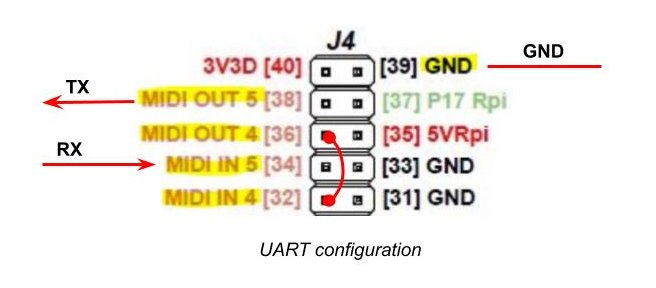 J4
3V3D [40] [39] GND GND
TX MIDI OUT 5 [38] [37] P17 Rpi
MIDI OUT 4 [36] [35] 5VRpi
RX MIDI IN 5 [34] [33] GND
MIDI IN 4 [32] [31] GND
UART configuration